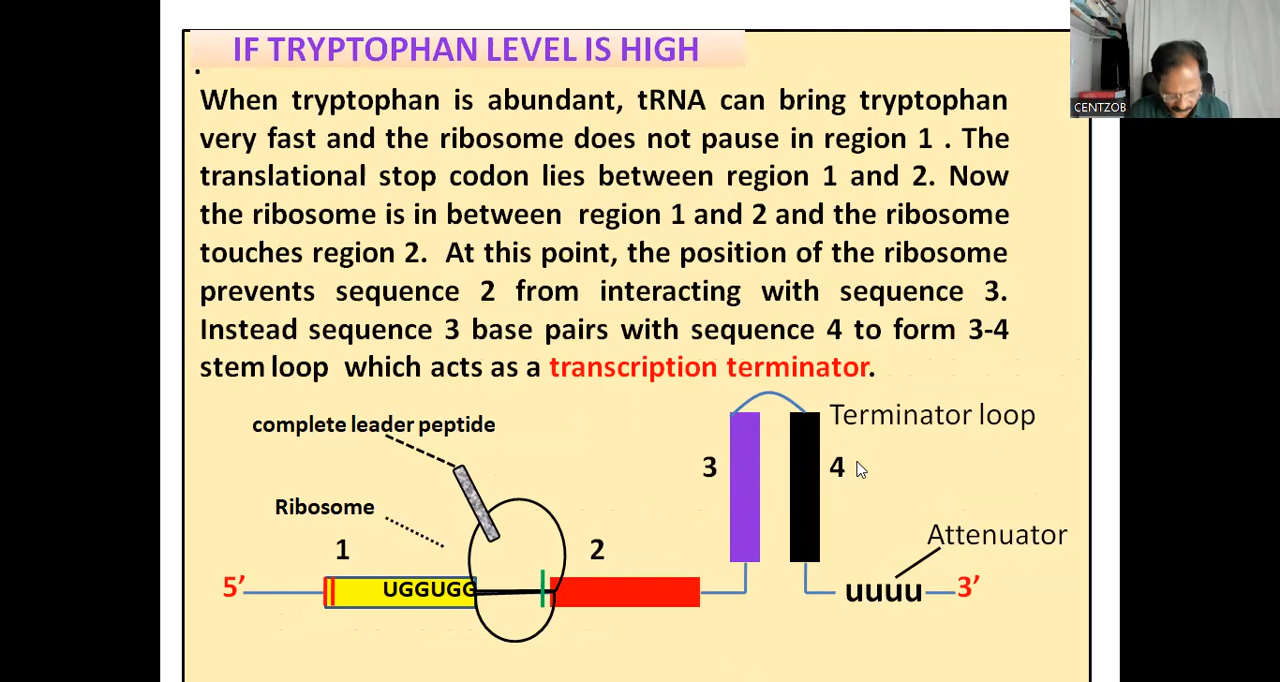 IF TRYPTOPHAN LEVEL IS HIGH
.
When tryptophan is abundant, tRNA can bring tryptophan
very fast and the ribosome does not pause in region 1 . The
translational stop codon lies between region 1 and 2. Now
the ribosome is in between region 1 and 2 and the ribosome
touches region 2. At this point, the position of the ribosome
prevents sequence 2 from interacting with sequence 3.
Instead sequence 3 base pairs with sequence 4 to form 3-4
stem loop which acts as a transcription terminator.
CENTZOB
complete leader peptide
Terminator loop
3
4
Ribosome
Attenuator
1
2
5’
UGGUGG
uuuu
3’